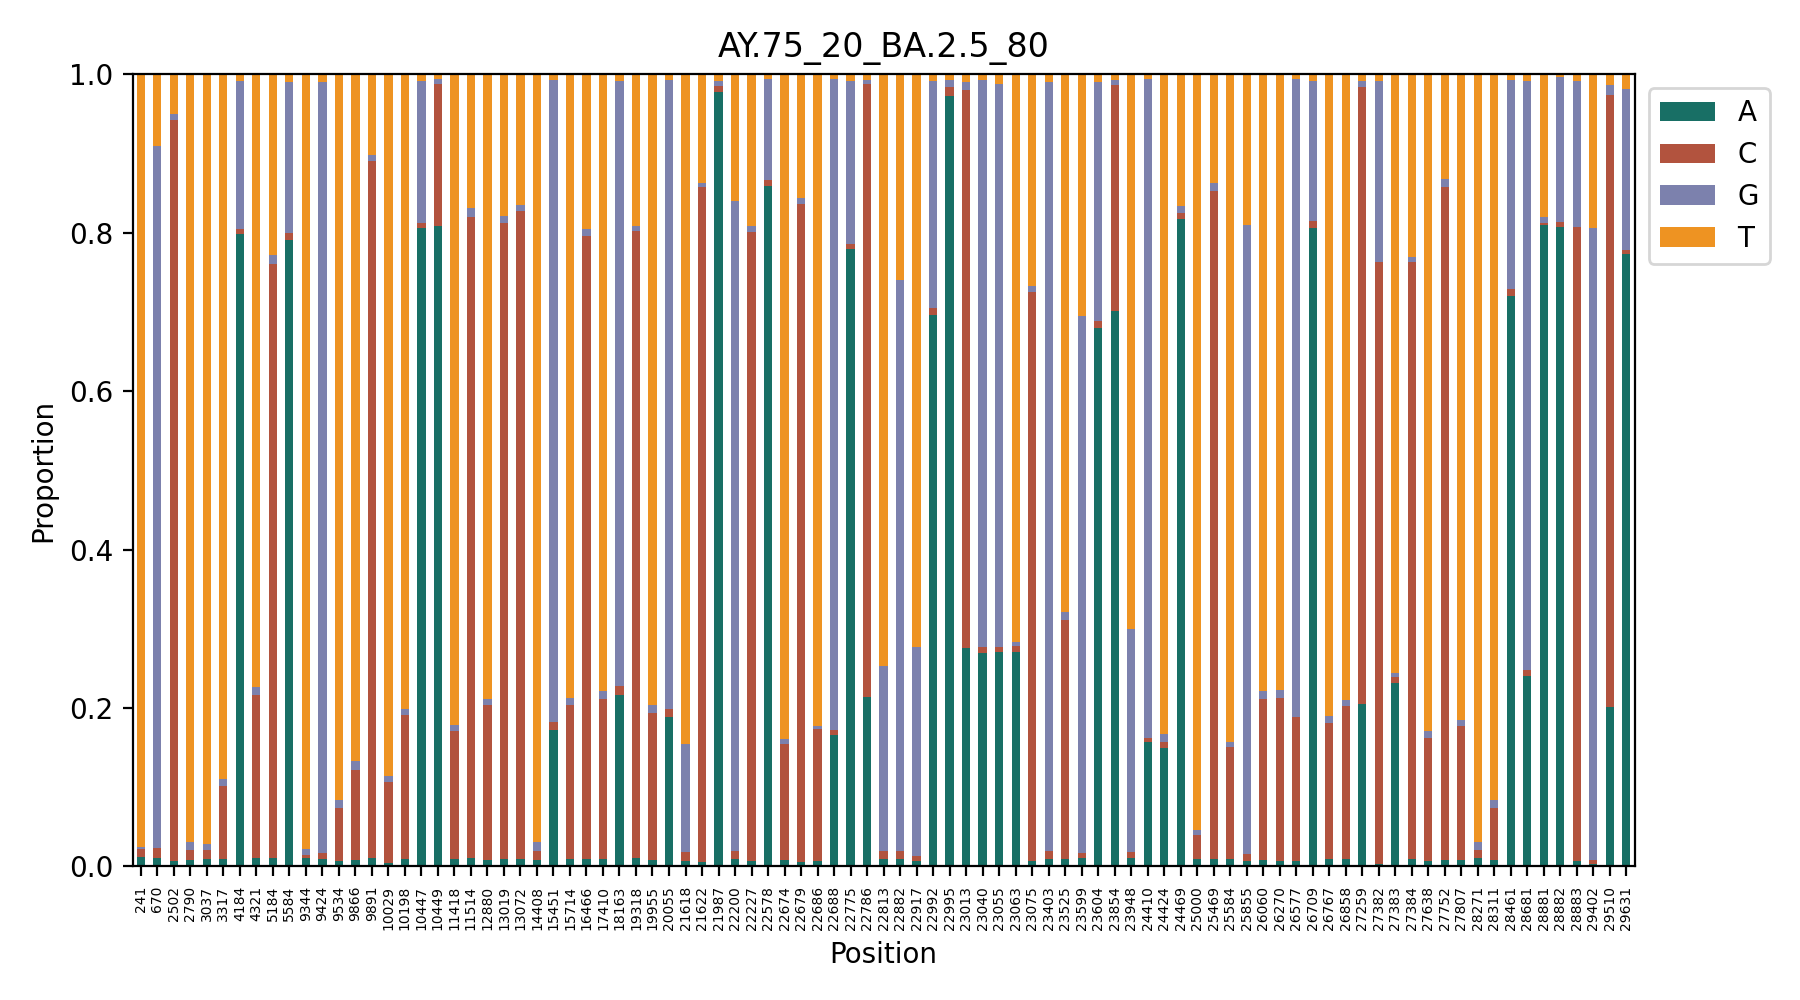 AY.75_20_BA.2.5_80
1.0
0.8
0.6
0.4
0.2
0.0
Proportion
A
C
G
T
241 670 2502 2790 3037 3317 4184 4321 5184 5584 9344 9424 9534 9866 9891 10029 10198 10447 10449 11418 11514 12880 13019 13072 14408 15451 15714 16466 17410 18163 19318 19955 20055 21618 21622 21987 22200 22227 22578 22674 22679 22686 22688 22775 22786 22813 22882 22917 22992 22995 23013 23040 23055 23063 23075 23403 23525 23599 23604 23854 23948 24410 24424 24469 25000 25469 25584 25855 26060 26270 26577 26709 26767 26858 27259 27382 27383 27384 27638 27752 27807 28271 28311 28461 28681 28881 28882 28883 29402 29510 29631
Position